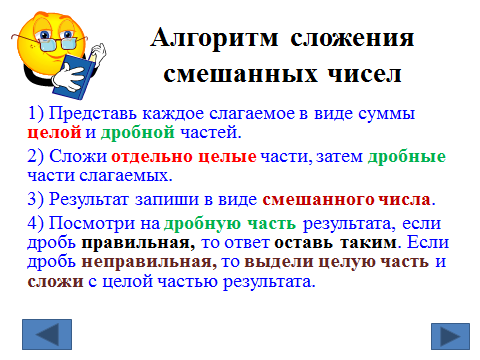 Алгоритм сложения
смешанных чисел
1) Представь каждое слагаемое в виде суммы
целой и дробной частей.
2) Сложи отдельно целые части, затем дробные
части слагаемых.
3) Результат запиши в виде смешанного числа.
4) Посмотри на дробную часть результата, если
дробь правильная, то ответ оставь таким. Если
дробь неправильная, то выдели целую часть и
сложи с целой частью результата.